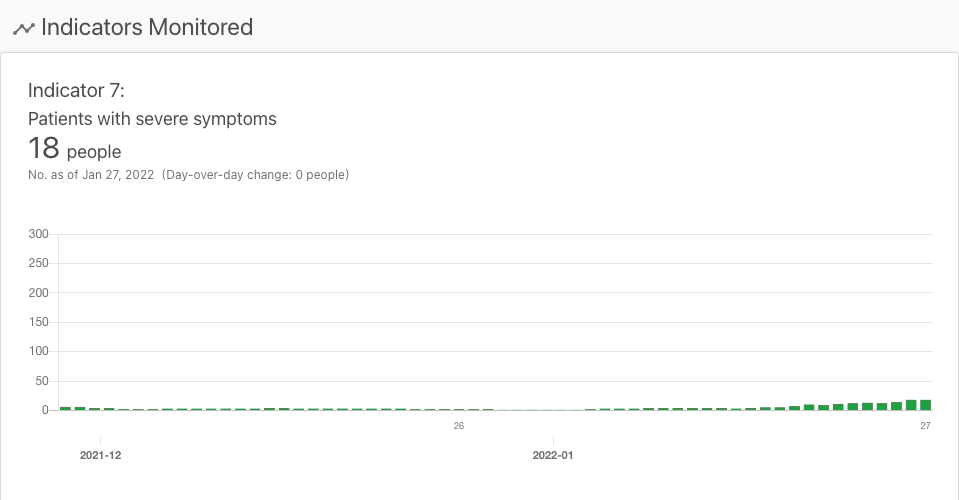 Indicators Monitored
Indicator 7:
Patients with severe symptoms
18 people
No. as of Jan 27, 2022 (Day-over-day change: 0 people)
300
250
200
150
100
50
0
26
27
2021-12
2022-01